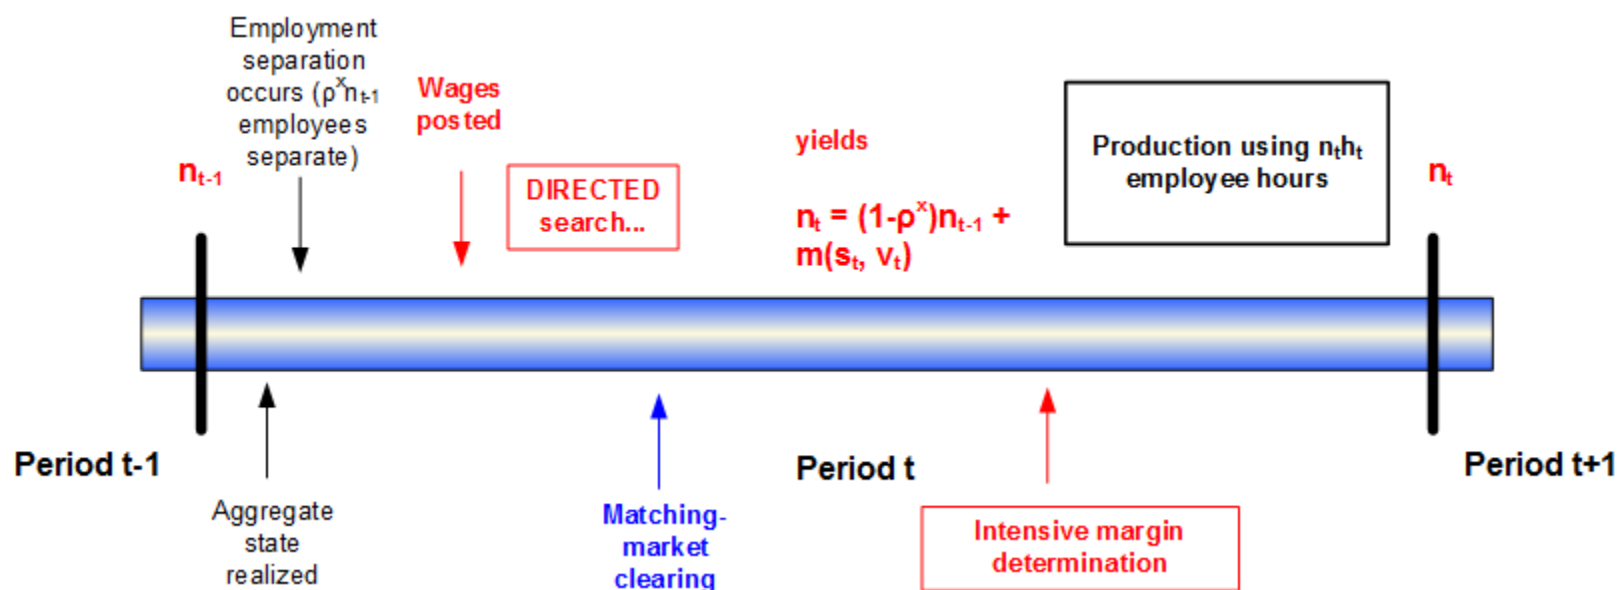 Employment
separation
occurs (ρˣnₜ₋₁
employees
separate)
Wages
posted
nₜ₋₁
DIRECTED
search...
yields
nₜ = (1-ρˣ)nₜ₋₁ +
m(sₜ, vₜ)
Production using nₜhₜ
employee hours
nₜ
Period t-1
Period t
Period t+1
Aggregate
state
realized
Matching-
market
clearing
Intensive margin
determination